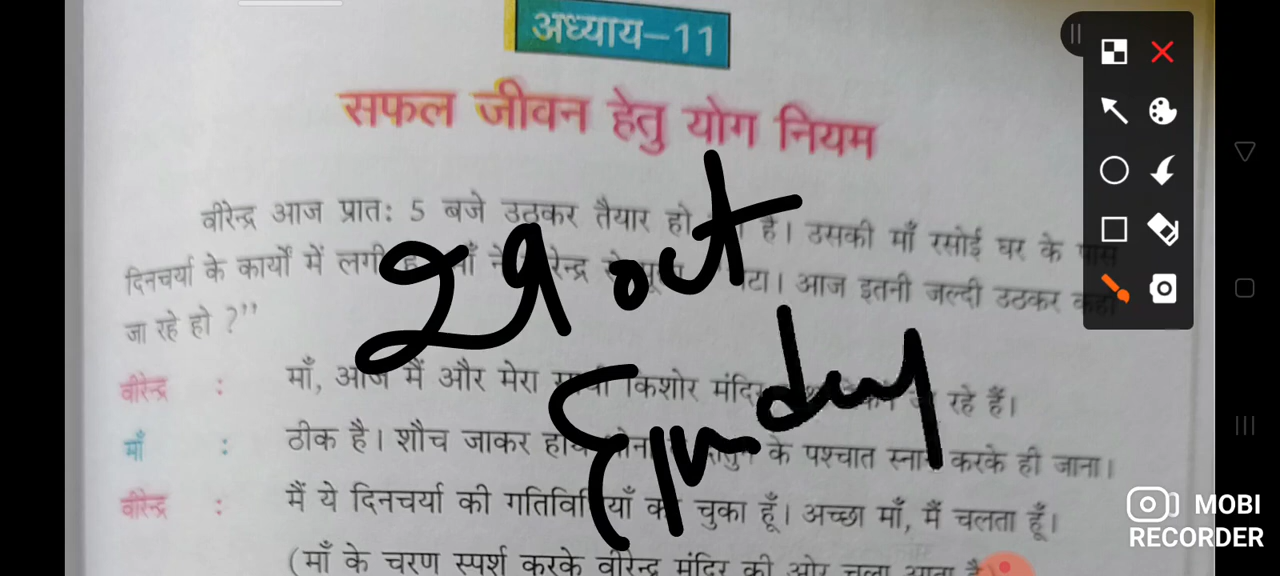 अध्याय–11
सफल जीवन हेतु योग नियम
वीरेन्द्र आज प्रातः 5 बजे उठकर तैयार हो है। उसकी माँ रसोई घर के पास
दिनचर्या के कार्यों में लगी ने आज इतनी जल्दी उठकर कहाँ
जा रहे हो ?”
वीरेन्द्र : माँ, आज मैं और मेरा किशोर मंदिर रहे हैं।
माँ : ठीक है। शौच जाकर हाथ के पश्चात स्नान करके ही जाना।
वीरेन्द्र : मैं ये दिनचर्या की गतिविधियाँ कर चुका हूँ। अच्छा माँ, मैं चलता हूँ।
(माँ के चरण स्पर्श करके वीरेन्द्र मंदिर की ओर चला जाता है)
29 oct
MOBI
RECORDER